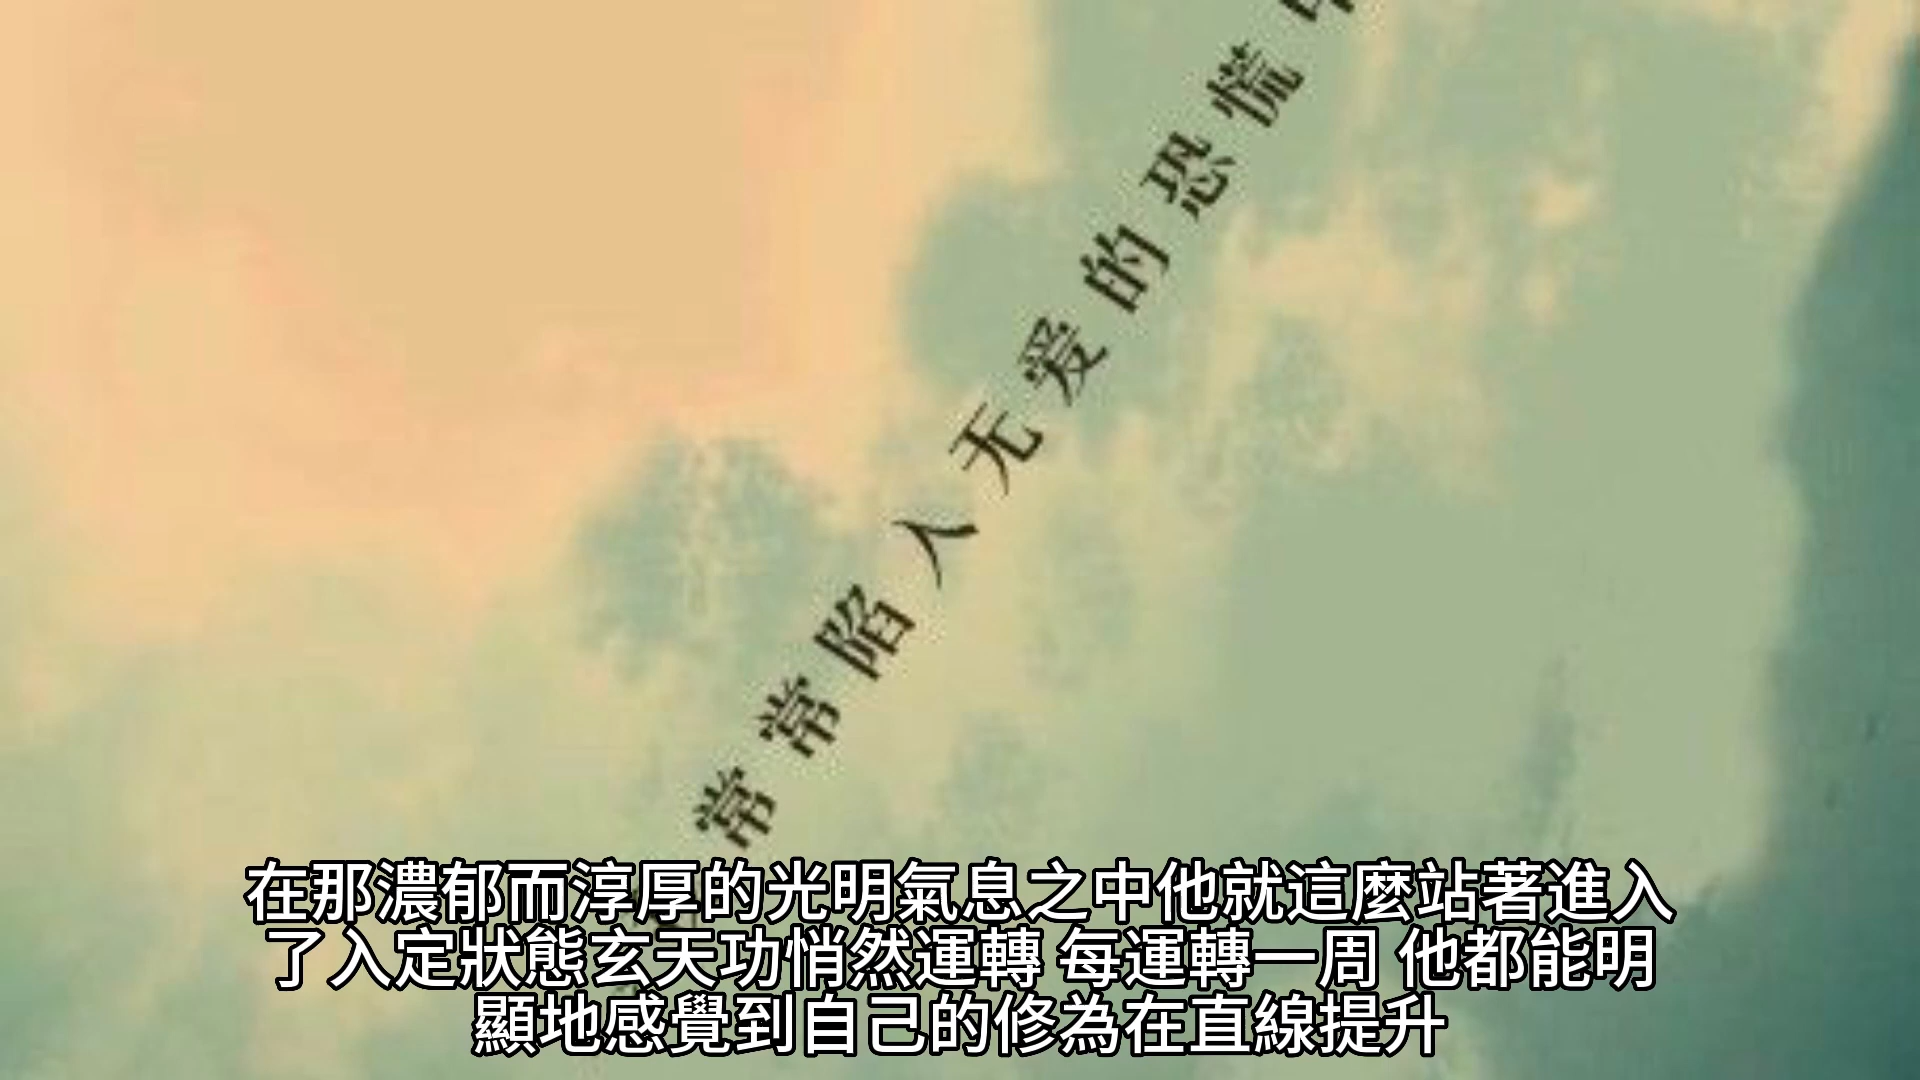 常常陷入无爱的恐慌中
在那濃郁而淳厚的光明氣息之中他就這麼站著進入
了入定狀態玄天功悄然運轉 每運轉一周 他都能明
顯地感覺到自己的修為在直線提升